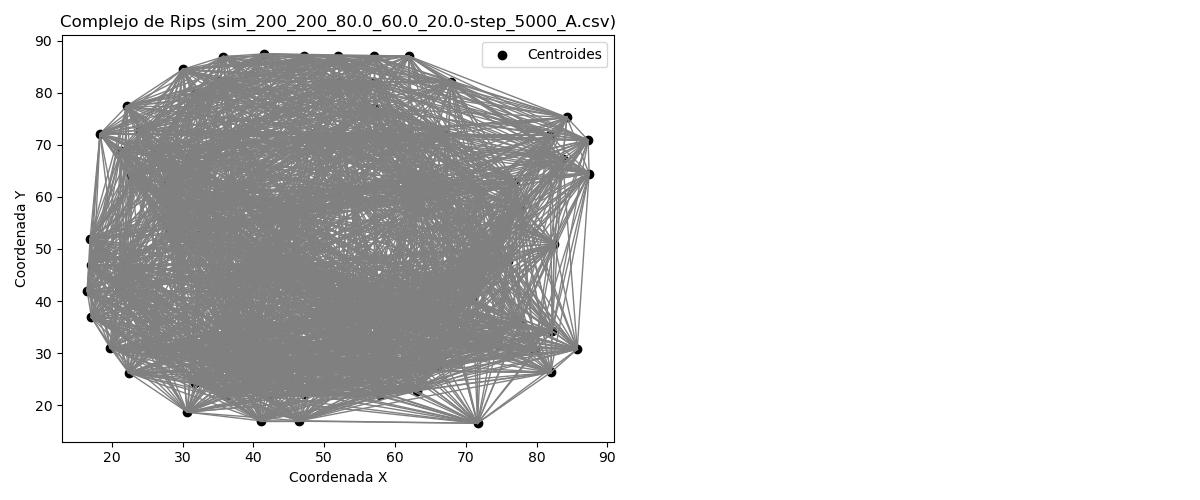 Complejo de Rips (sim_200_200_80.0_60.0_20.0-step_5000_A.csv)
Centroides
90
80
70
60
50
40
30
20
Coordenada Y
20 30 40 50 60 70 80 90
Coordenada X